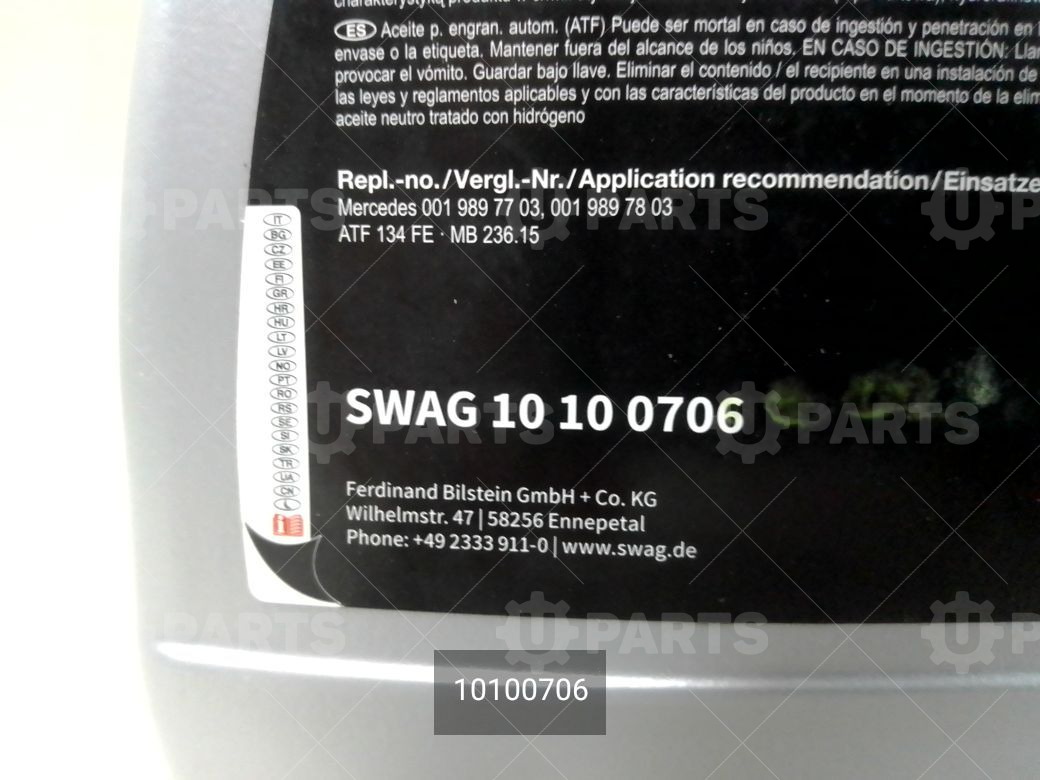 charakterystyką produktu w
ES Aceite p. engran. autom. (ATF) Puede ser mortal en caso de ingestión y penetración en
envase o la etiqueta. Mantener fuera del alcance de los niños. EN CASO DE INGESTIÓN:
provocar el vómito. Guardar bajo llave. Eliminar el contenido / el recipiente en una instalación de
las leyes y reglamentos aplicables y con las características del producto en el momento de la
aceite neutro tratado con hidrógeno
Repl.-no./Vergl.-Nr./Application recommendation/Einsatze
Mercedes 001 989 77 03, 001 989 78 03
ATF 134 FE · MB 236.15
IT
BG
CZ
EE
FI
GR
HR
HU
LT
LV
NO
PT
RO
RS
SE
SI
SK
TR
UA
CN
i
SWAG 10 10 0706
Ferdinand Bilstein GmbH + Co. KG
Wilhelmstr. 47 | 58256 Ennepetal
Phone: +49 2333 911-0 | www.swag.de
U PARTS
10100706